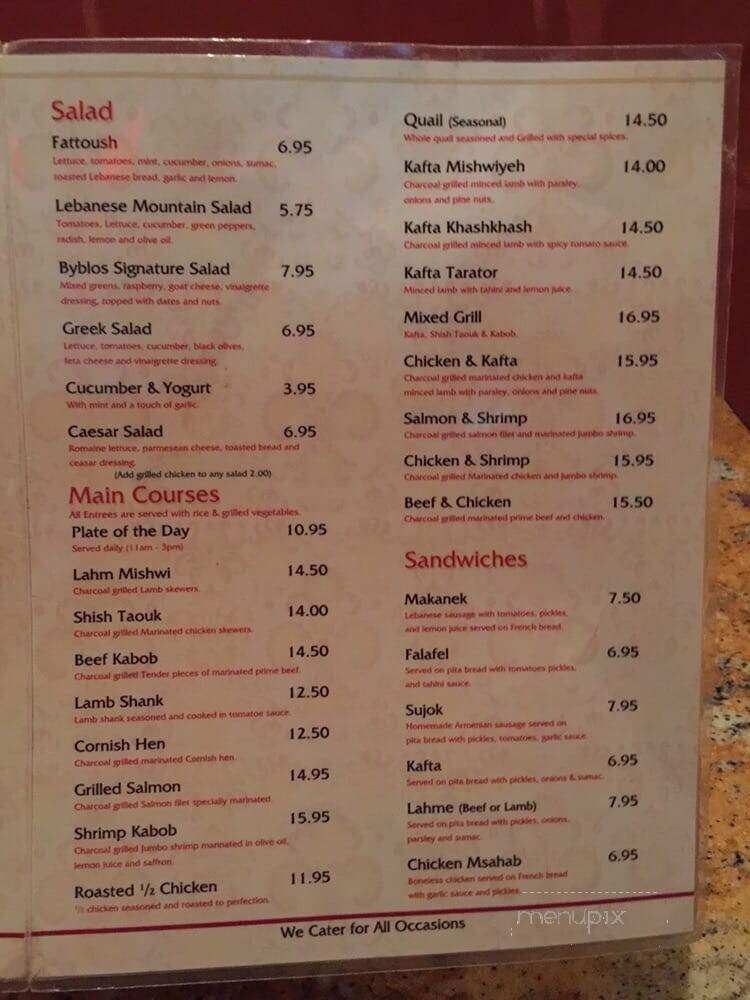 Salad
Fattoush 6.95
Lettuce, tomatoes, mint, cucumber, onions, sumac,
toasted Lebanese bread, garlic and lemon.
Lebanese Mountain Salad 5.75
Tomatoes, Lettuce, cucumber, green peppers,
radish, lemon and olive oil.
Byblos Signature Salad 7.95
Mixed greens, raspberry, goat cheese, vinaigrette
dressing, topped with dates and nuts.
Greek Salad 6.95
Lettuce, tomatoes, cucumber, black olives,
feta cheese and vinaigrette dressing.
Cucumber & Yogurt 3.95
With mint and a touch of garlic.
Caesar Salad 6.95
Romaine lettuce, parmesean cheese, toasted bread and
ceasar dressing.
(Add grilled chicken to any salad 2.00)
Main Courses
All Entrees are served with rice & grilled vegetables.
Plate of the Day 10.95
Served daily (11am - 3pm)
Lahm Mishwi 14.50
Charcoal grilled Lamb skewers.
Shish Taouk 14.00
Charcoal grilled Marinated chicken skewers.
Beef Kabob 14.50
Charcoal grilled Tender pieces of marinated prime beef.
Lamb Shank 12.50
Lamb shank seasoned and cooked in tomatoe sauce.
Cornish Hen 12.50
Charcoal grilled marinated Cornish hen.
Grilled Salmon 14.95
Charcoal grilled Salmon filet specially marinated.
Shrimp Kabob 15.95
Charcoal grilled Jumbo shrimp marinated in olive oil,
lemon juice and saffron.
Roasted ½ Chicken 11.95
½ chicken seasoned and roasted to perfection.
Quail (Seasonal) 14.50
Whole quail seasoned and Grilled with special spices.
Kafta Mishwiyeh 14.00
Charcoal grilled minced lamb with parsley,
onions and pine nuts.
Kafta Khashkhash 14.50
Charcoal grilled minced lamb with spicy tomato sauce.
Kafta Tarator 14.50
Minced lamb with tahini and lemon juice.
Mixed Grill 16.95
Kafta, Shish Taouk & Kabob.
Chicken & Kafta 15.95
Charcoal grilled marinated chicken and kafta
minced lamb with parsley, onions and pine nuts.
Salmon & Shrimp 16.95
Charcoal grilled salmon filet and marinated jumbo shrimp.
Chicken & Shrimp 15.95
Charcoal grilled Marinated chicken and Jumbo shrimp.
Beef & Chicken 15.50
Charcoal grilled marinated prime beef and chicken.
Sandwiches
Makanek 7.50
Lebanese sausage with tomatoes, pickles,
and lemon juice served on French bread.
Falafel 6.95
Served on pita bread with tomatoes pickles,
and tahini sauce.
Sujok 7.95
Homemade Armenian sausage served on
pita bread with pickles, tomatoes, garlic sauce.
Kafta 6.95
Served on pita bread with pickles, onions & sumac.
Lahme (Beef or Lamb) 7.95
Served on pita bread with pickles, onions,
parsley and sumac.
Chicken Msahab 6.95
Boneless chicken served on French bread
with garlic sauce and pickles.
We Cater for All Occasions
menupix